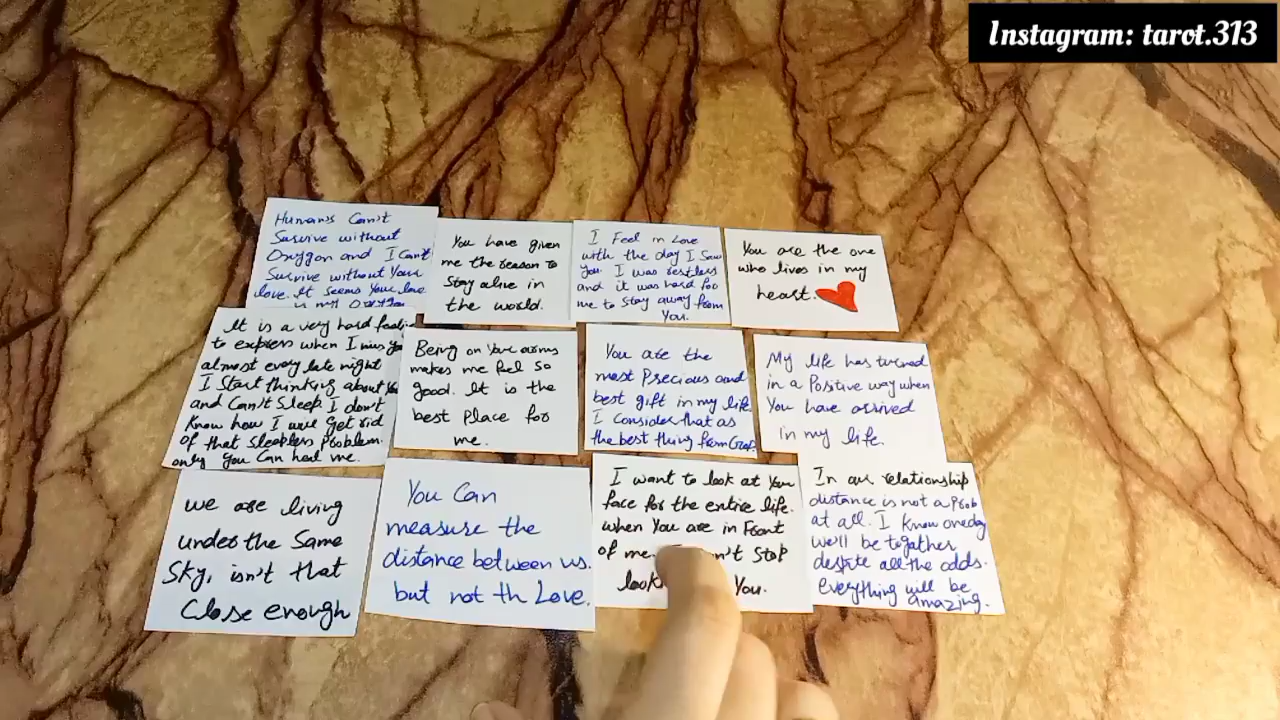 Instagram: tarot.313
Humans Can't
Survive without
Oxygon and I Can't
Survive without Your
love. It seems Your love
is my
You have given
me the reason to
Stay alive in
the world.
I Feel in Love
with the day I Saw
you. I was restless
and it was hard for
me to stay away from
You.
You are the one
who lives in my
heart.
It is a very hard
to express when I miss you
almost every late night
I Start thinking about You
and Can't Sleep. I don't
Know how I will Get rid
of that Sleepless Problem.
only You Can heal me.
Being on Your arms
makes me feel So
good. It is the
best Place for
me.
You are the
most Precious and
best gift in my life
I Consider that as
the best thing from God.
My life has turned
in a Positive way when
You have arrived
in my life.
we are living
under the Same
Sky, isn't that
Close enough
You Can
measure the
distance between us.
but not th Love.
I want to look at You
face for the entire life.
when You are in Front
of me Stop
You.
In our relationship
distance is not a Prob
at all. I know oneday
we'll be together
despite all the odds.
everything will be
amazing.